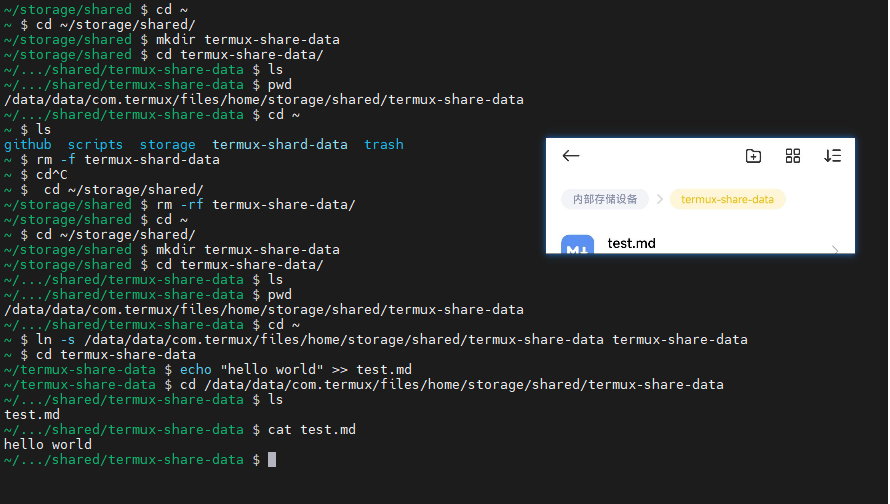 ~/storage/shared $ cd ~
~ $ cd ~/storage/shared/
~/storage/shared $ mkdir termux-share-data
~/storage/shared $ cd termux-share-data/
~/.../shared/termux-share-data $ ls
~/.../shared/termux-share-data $ pwd
/data/data/com.termux/files/home/storage/shared/termux-share-data
~/.../shared/termux-share-data $ cd ~
~ $ ls
github  scripts  storage  termux-shard-data  trash
~ $ rm -f termux-shard-data
~ $ cd^C
~ $  cd ~/storage/shared/
~/storage/shared $ rm -rf termux-share-data/
~/storage/shared $ cd ~
~ $ cd ~/storage/shared/
~/storage/shared $ mkdir termux-share-data
~/storage/shared $ cd termux-share-data/
~/.../shared/termux-share-data $ ls
~/.../shared/termux-share-data $ pwd
/data/data/com.termux/files/home/storage/shared/termux-share-data
~/.../shared/termux-share-data $ cd ~
~ $ ln -s /data/data/com.termux/files/home/storage/shared/termux-share-data termux-share-data
~ $ cd termux-share-data
~/termux-share-data $ echo "hello world" >> test.md
~/termux-share-data $ cd /data/data/com.termux/files/home/storage/shared/termux-share-data
~/.../shared/termux-share-data $ ls
test.md
~/.../shared/termux-share-data $ cat test.md
hello world
~/.../shared/termux-share-data $
内部存储设备 > termux-share-data
M test.md